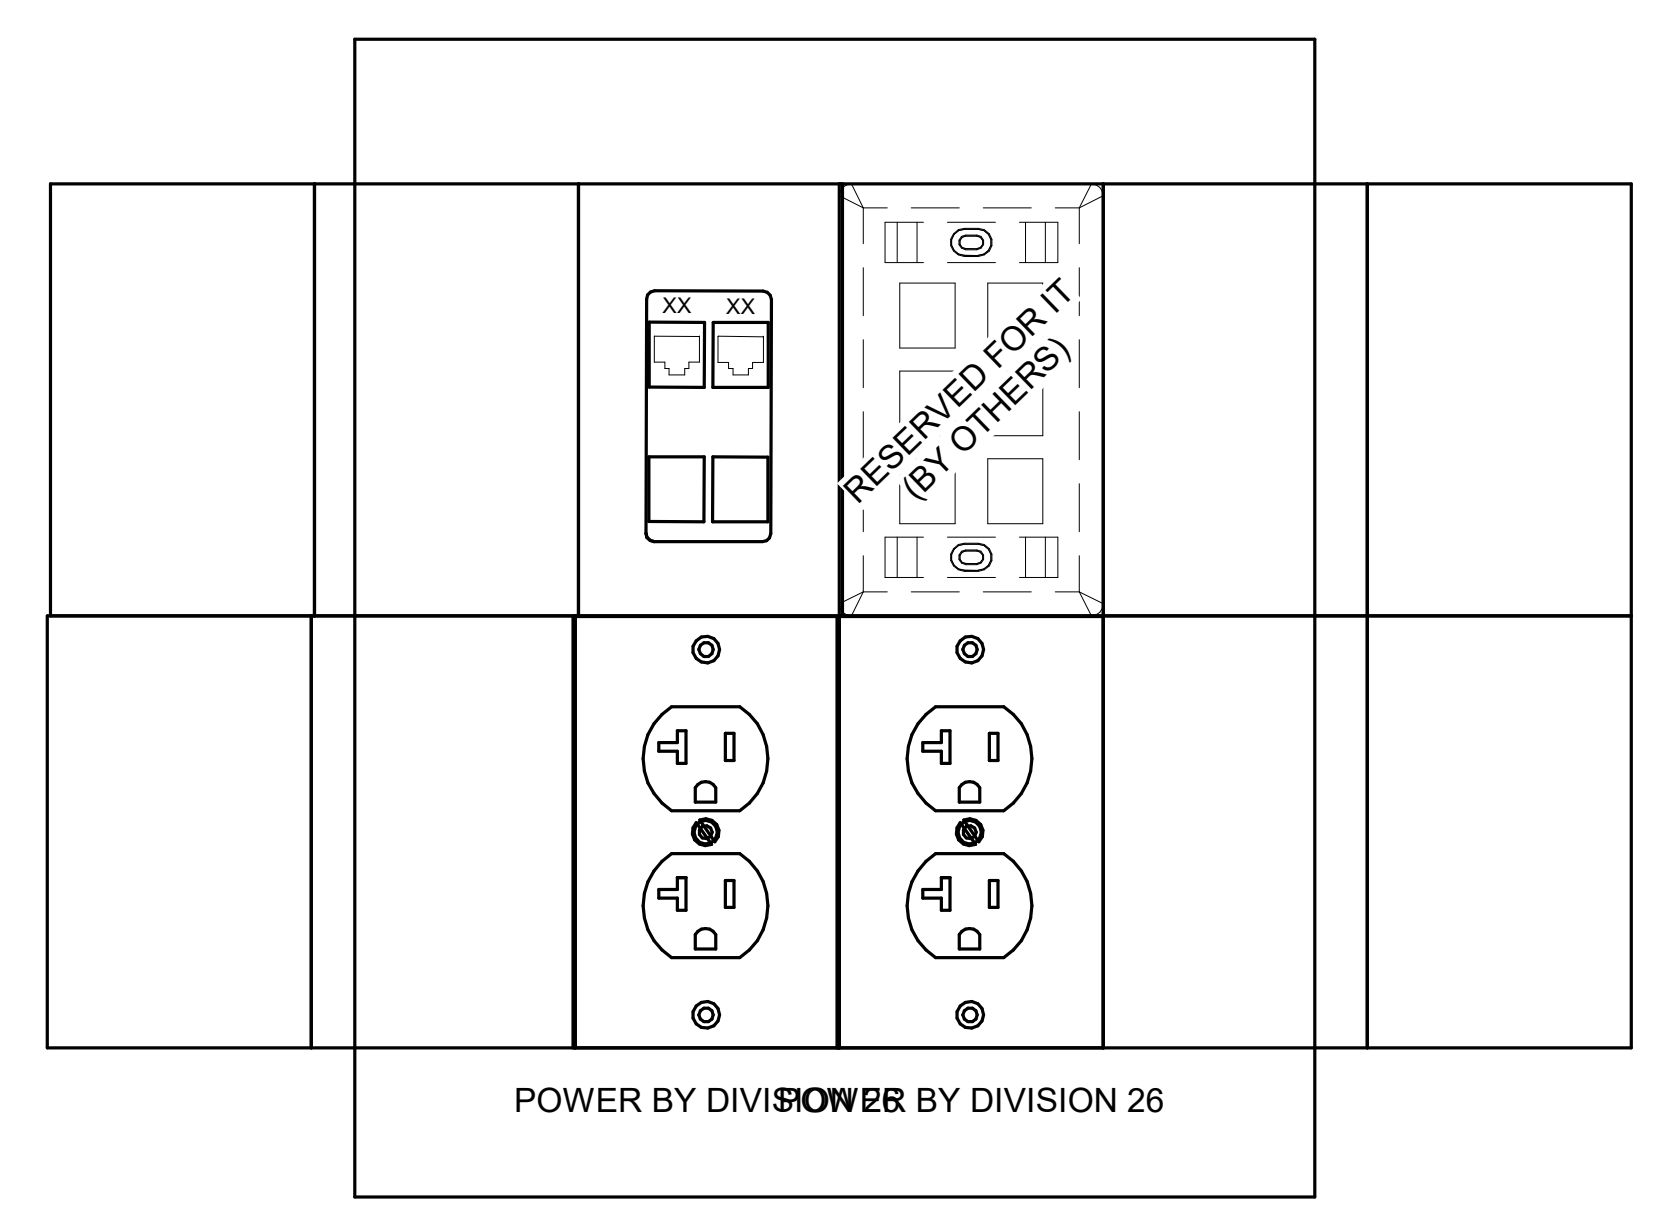 XX XX
RESERVED FOR IT
(BY OTHERS)
POWER BY DIVISION 26
POWER BY DIVISION 26